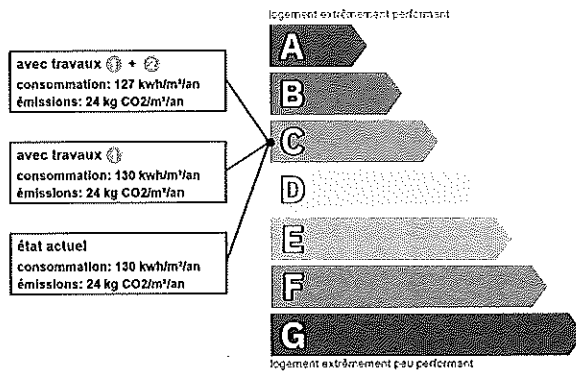 logement extrêmement performant
avec travaux 1 + 2
consommation: 127 kwh/m²/an
émissions: 24 kg CO2/m²/an
avec travaux 1
consommation: 130 kwh/m²/an
émissions: 24 kg CO2/m²/an
état actuel
consommation: 130 kwh/m²/an
émissions: 24 kg CO2/m²/an
A
B
C
D
E
F
G
logement extrêmement peu performant